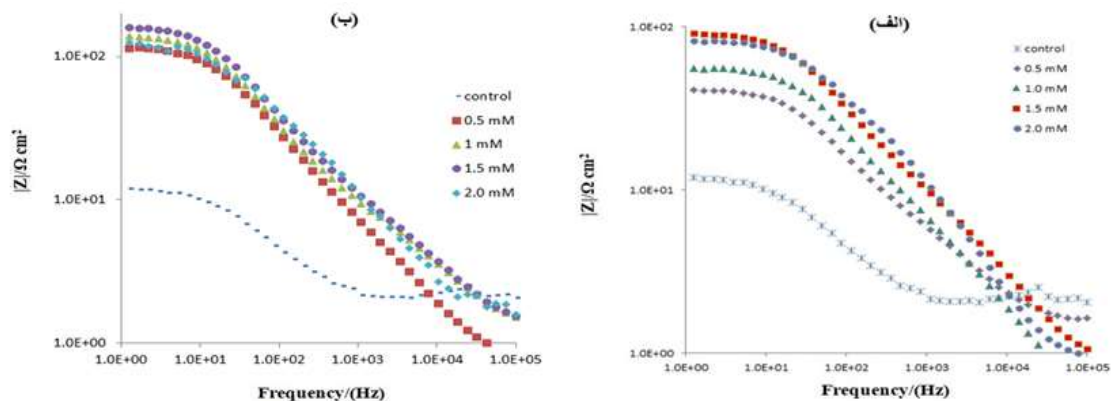 (ب)
|Z|/Ω cm²
1.0E+02
1.0E+01
1.0E+00
1.0E+00
1.0E+01
1.0E+02
1.0E+03
1.0E+04
1.0E+05
Frequency/(Hz)
control
0.5 mM
1 mM
1.5 mM
2.0 mM
(الف)
|Z|/Ω cm²
1.0E+02
1.0E+01
1.0E+00
1.0E+00
1.0E+01
1.0E+02
1.0E+03
1.0E+04
1.0E+05
Frequency/(Hz)
control
0.5 mM
1.0 mM
1.5 mM
2.0 mM